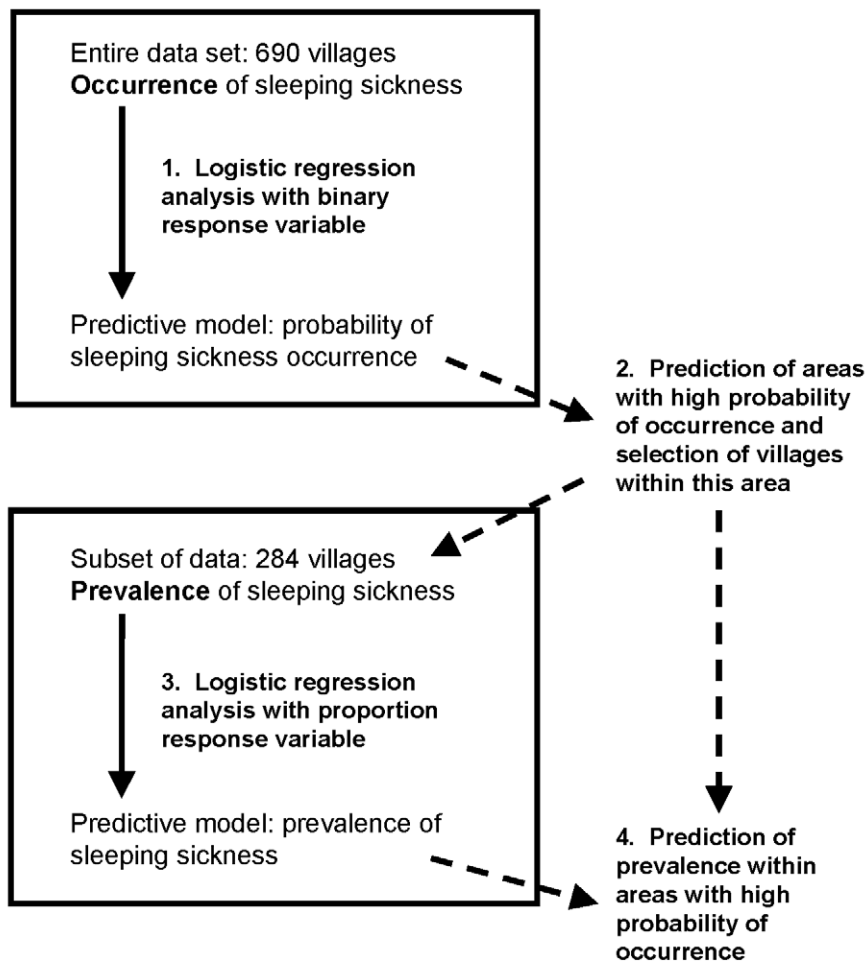 Entire data set: 690 villages
Occurrence of sleeping sickness
1. Logistic regression
analysis with binary
response variable
Predictive model: probability of
sleeping sickness occurrence
2. Prediction of areas
with high probability
of occurrence and
selection of villages
within this area
Subset of data: 284 villages
Prevalence of sleeping sickness
3. Logistic regression
analysis with proportion
response variable
Predictive model: prevalence of
sleeping sickness
4. Prediction of
prevalence within
areas with high
probability of
occurrence